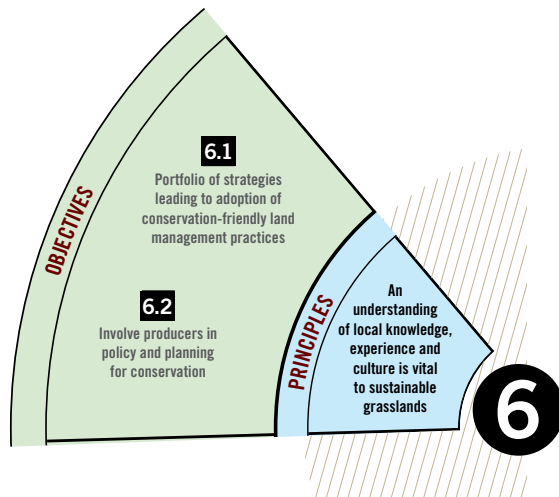 OBJECTIVES
6.1
Portfolio of strategies
leading to adoption of
conservation-friendly land
management practices
6.2
Involve producers in
policy and planning
for conservation
PRINCIPLES
An
understanding
of local knowledge,
experience and
culture is vital
to sustainable
grasslands
6